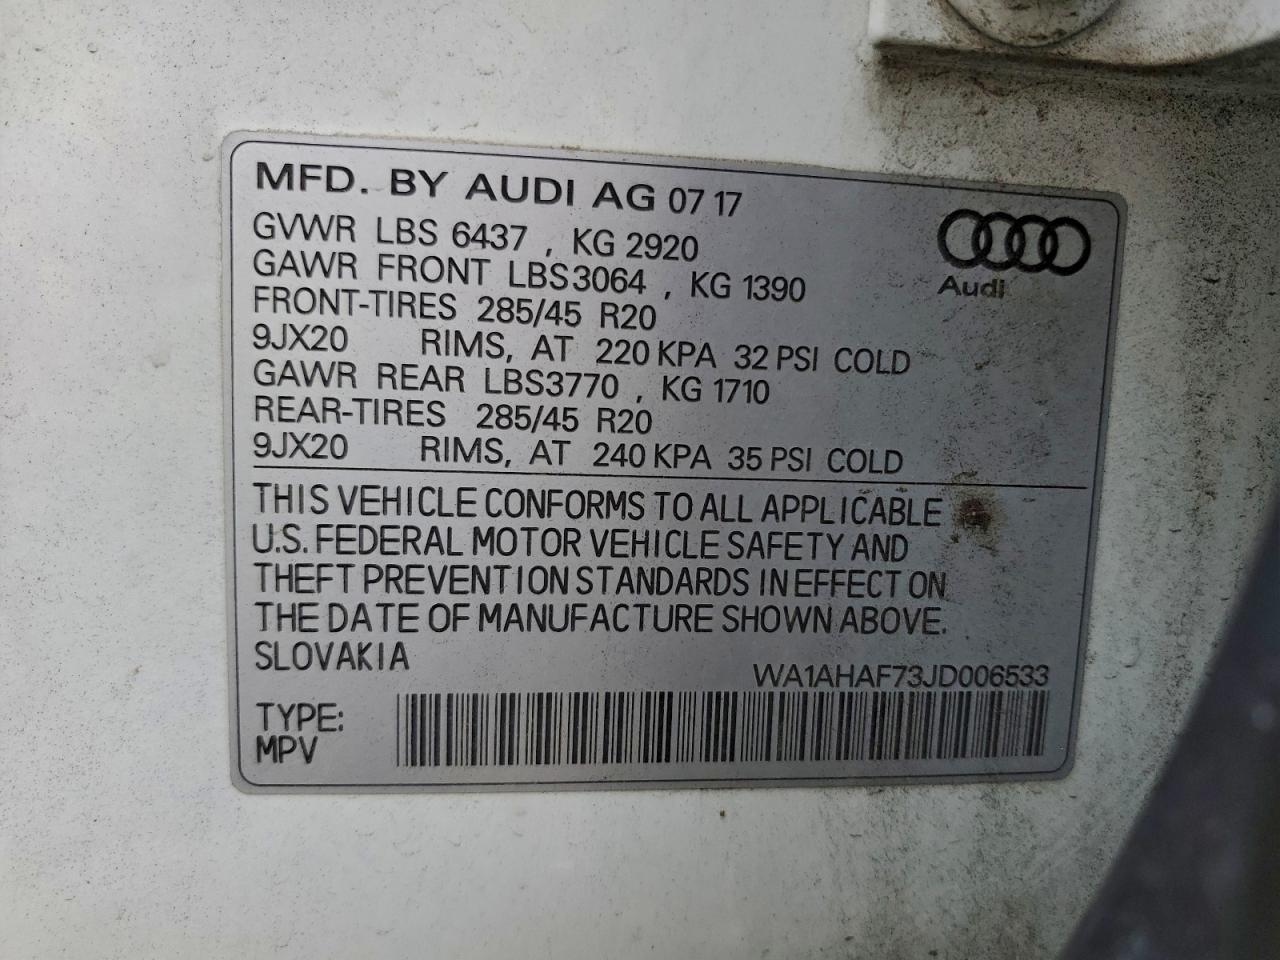 MFD. BY AUDI AG 07 17
GVWR LBS 6437 , KG 2920
GAWR FRONT LBS3064 , KG 1390
FRONT-TIRES 285/45 R20
9JX20 RIMS, AT 220 KPA 32 PSI COLD
GAWR REAR LBS3770 , KG 1710
REAR-TIRES 285/45 R20
9JX20 RIMS, AT 240 KPA 35 PSI COLD
Audi
THIS VEHICLE CONFORMS TO ALL APPLICABLE
U.S. FEDERAL MOTOR VEHICLE SAFETY AND
THEFT PREVENTION STANDARDS IN EFFECT ON
THE DATE OF MANUFACTURE SHOWN ABOVE.
SLOVAKIA
WA1AHAF73JD006533
TYPE:
MPV